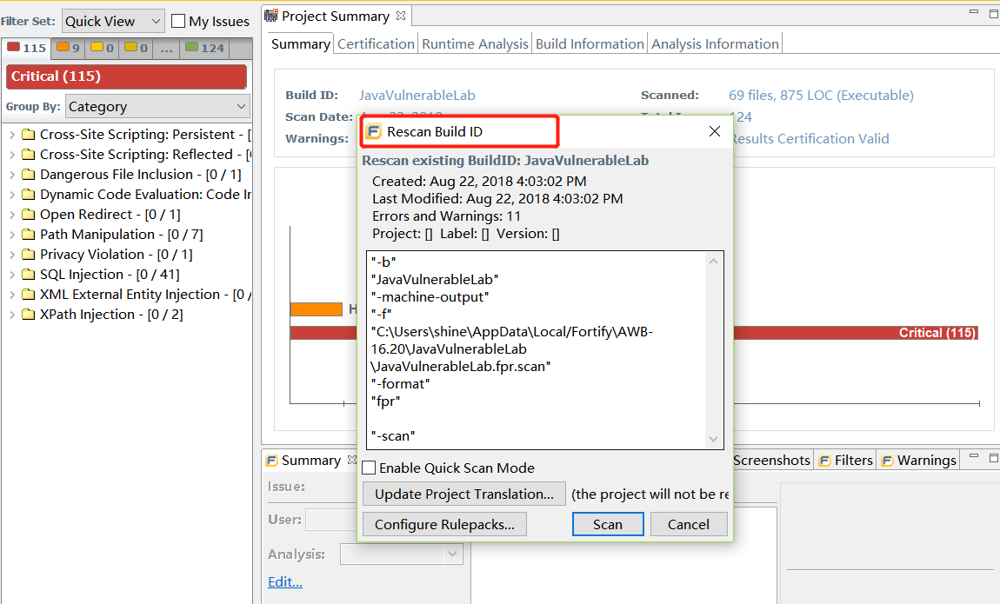 Filter Set: Quick View My Issues
115 9 0 0 ... 124
Critical (115)
Group By: Category
Cross-Site Scripting: Persistent - [
Cross-Site Scripting: Reflected - [
Dangerous File Inclusion - [0 / 1]
Dynamic Code Evaluation: Code
Open Redirect - [0 / 1]
Path Manipulation - [0 / 7]
Privacy Violation - [0 / 1]
SQL Injection - [0 / 41]
XML External Entity Injection - [0 /
XPath Injection - [0 / 2]
Project Summary
Summary Certification Runtime Analysis Build Information Analysis Information
Build ID: JavaVulnerableLab
Scanned: 69 files, 875 LOC (Executable)
Scan Date:
124
Warnings:
Results Certification Valid
H
Critical (115)
Rescan Build ID
Rescan existing BuildID: JavaVulnerableLab
Created: Aug 22, 2018 4:03:02 PM
Last Modified: Aug 22, 2018 4:03:02 PM
Errors and Warnings: 11
Project: [] Label: [] Version: []
"-b"
"JavaVulnerableLab"
"-machine-output"
"-f"
"C:\Users\shine\AppData\Local/Fortify\AWB-
16.20\JavaVulnerableLab
\JavaVulnerableLab.fpr.scan"
"-format"
"fpr"
"-scan"
Enable Quick Scan Mode
Update Project Translation... (the project will not be re
Configure Rulepacks... Scan Cancel
Summary
Screenshots Filters Warnings
Issue:
User:
Analysis:
Edit...